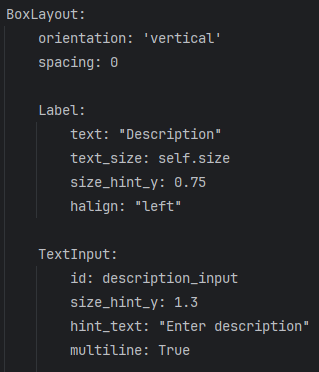 BoxLayout:
orientation: 'vertical'
spacing: 0
Label:
text: "Description"
text_size: self.size
size_hint_y: 0.75
halign: "left"
TextInput:
id: description_input
size_hint_y: 1.3
hint_text: "Enter description"
multiline: True